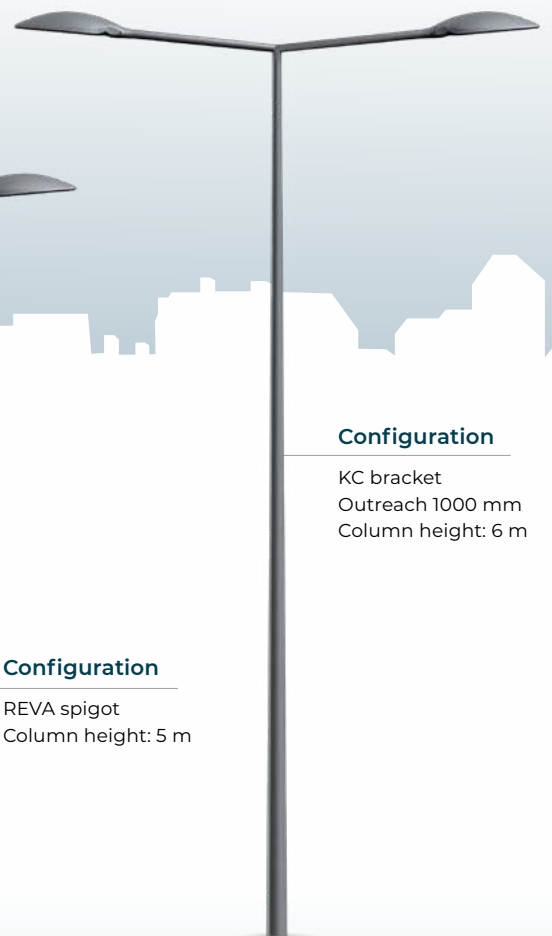 Configuration
KC bracket
Outreach 1000 mm
Column height: 6 m
Configuration
REVA spigot
Column height: 5 m